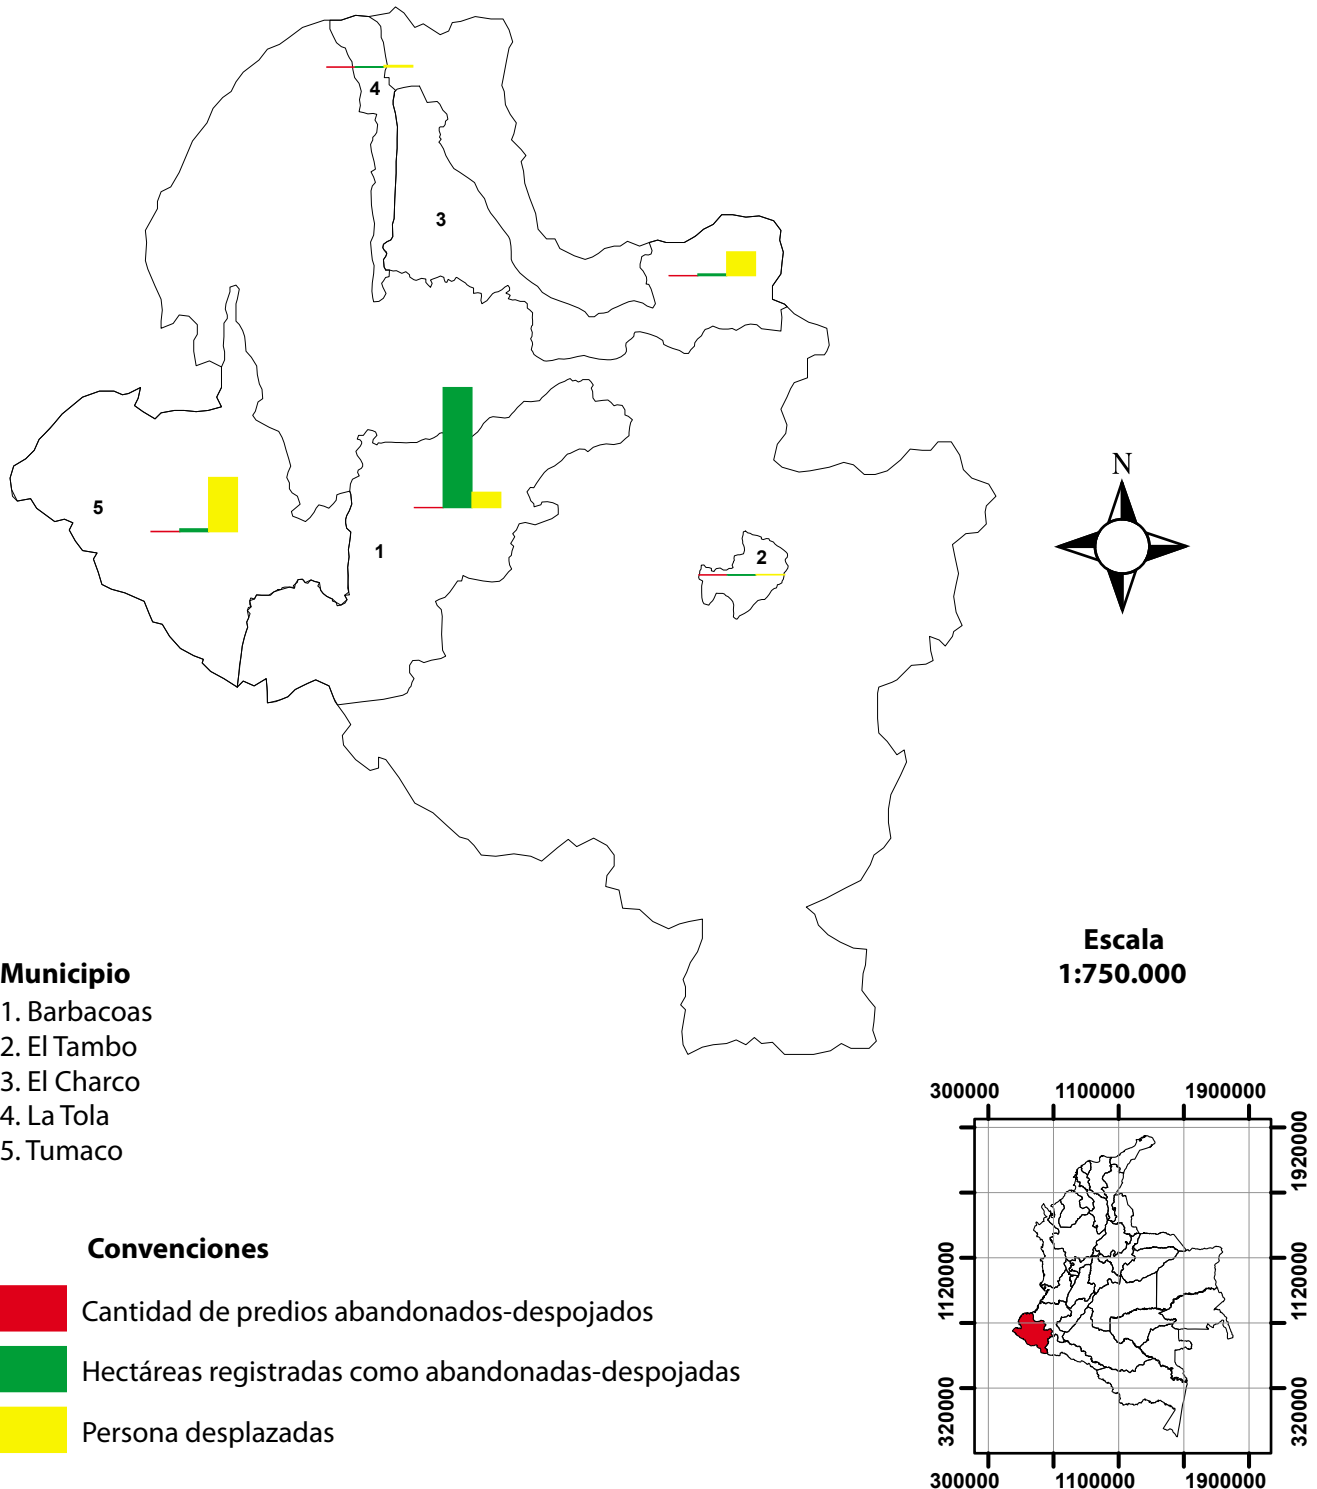 4
3
5
1
2
N
Escala
1:750.000
Municipio
1. Barbacoas
2. El Tambo
3. El Charco
4. La Tola
5. Tumaco
Convenciones
Cantidad de predios abandonados-despojados
Hectáreas registradas como abandonadas-despojadas
Persona desplazadas
300000 1100000 1900000
1920000
1120000 1120000
320000 320000
300000 1100000 1900000